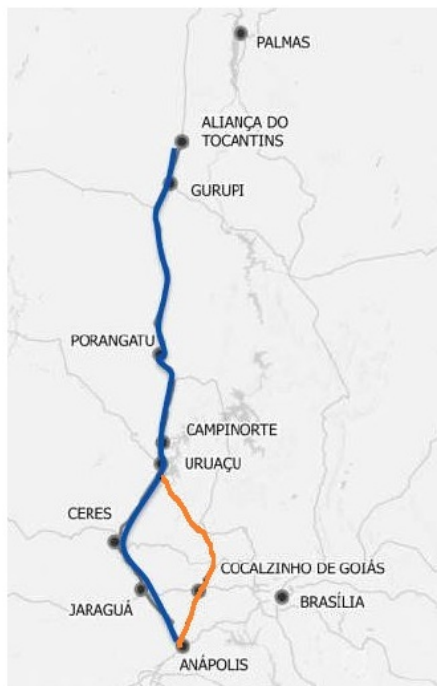 PALMAS
ALIANÇA DO
TOCANTINS
GURUPI
PORANGATU
CAMPINORTE
URUAÇU
CERES
COCALZINHO DE GOIÁS
JARAGUÁ
BRASÍLIA
ANÁPOLIS